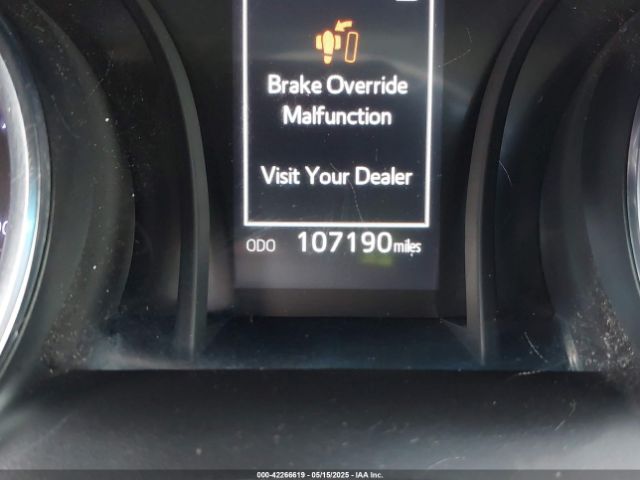 Brake Override
Malfunction
Visit Your Dealer
ODO 107190 miles
000-42266619 - 05/15/2025 - IAA Inc.